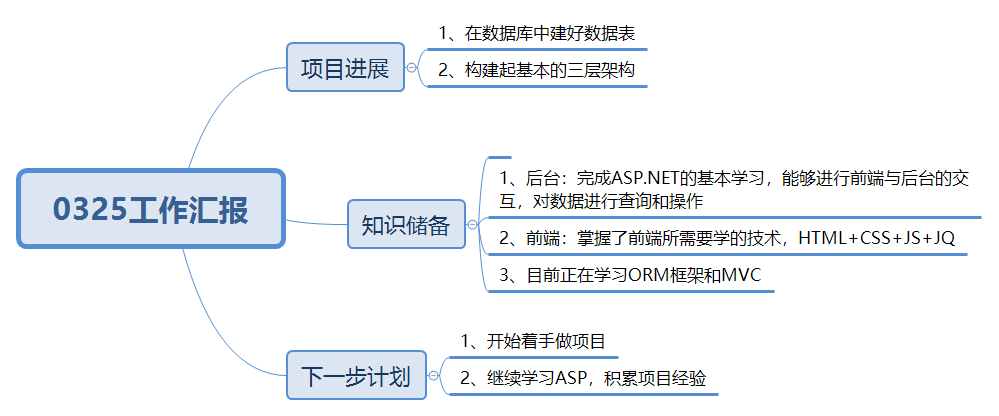 0325工作汇报
项目进展
1、在数据库中建好数据表
2、构建起基本的三层架构
知识储备
1、后台：完成ASP.NET的基本学习，能够进行前端与后台的交
互，对数据进行查询和操作
2、前端：掌握了前端所需要学的技术，HTML+CSS+JS+JQ
3、目前正在学习ORM框架和MVC
下一步计划
1、开始着手做项目
2、继续学习ASP，积累项目经验